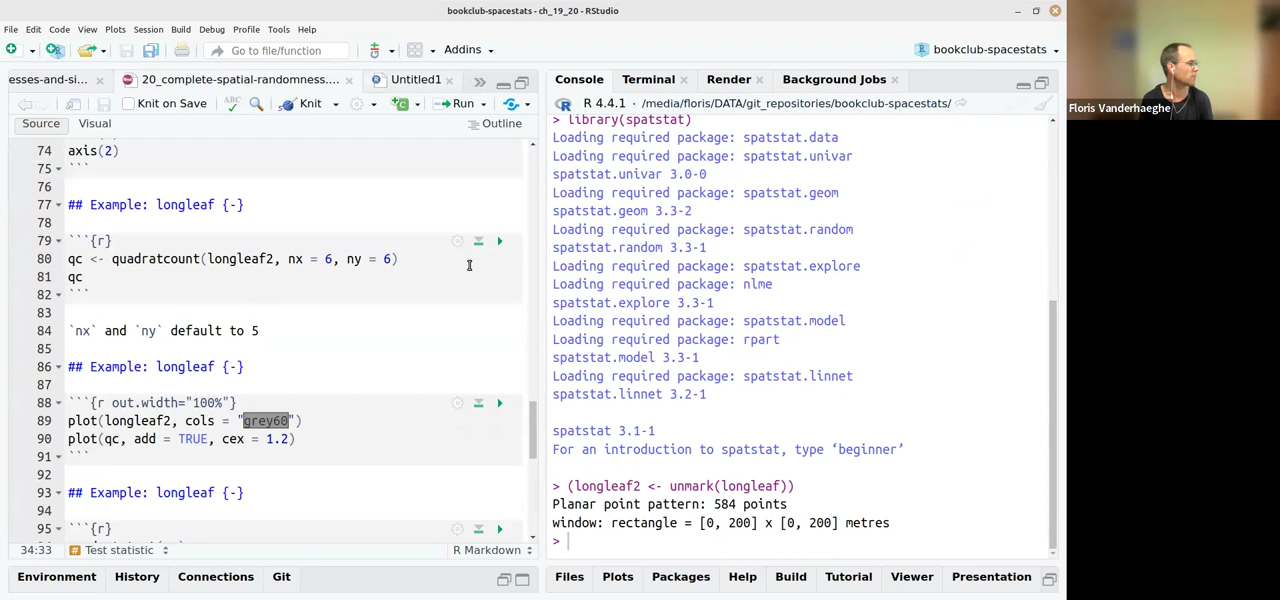 bookclub-spacestats - ch_19_20 - RStudio
File Edit Code View Plots Session Build Debug Profile Tools Help
Go to file/function Addins bookclub-spacestats
esses-and-si... 20_complete-spatial-randomness.... Untitled1
Knit on Save Knit Run
Source Visual Outline
74 axis(2)
75 ```
76
77 ## Example: longleaf {-}
78
79 ```{r}
80 qc <- quadratcount(longleaf2, nx = 6, ny = 6)
81 qc
82 ```
83
84 `nx` and `ny` default to 5
85
86 ## Example: longleaf {-}
87
88 ```{r out.width="100%"}
89 plot(longleaf2, cols = "grey60")
90 plot(qc, add = TRUE, cex = 1.2)
91 ```
92
93 ## Example: longleaf {-}
94
95 ```{r}
34:33 # Test statistic R Markdown
Environment History Connections Git
Console Terminal Render Background Jobs
R 4.4.1 · /media/floris/DATA/git_repositories/bookclub-spacestats/
> library(spatstat)
Loading required package: spatstat.data
Loading required package: spatstat.univar
spatstat.univar 3.0-0
Loading required package: spatstat.geom
spatstat.geom 3.3-2
Loading required package: spatstat.random
spatstat.random 3.3-1
Loading required package: spatstat.explore
Loading required package: nlme
spatstat.explore 3.3-1
Loading required package: spatstat.model
Loading required package: rpart
spatstat.model 3.3-1
Loading required package: spatstat.linnet
spatstat.linnet 3.2-1
spatstat 3.1-1
For an introduction to spatstat, type ‘beginner’
> (longleaf2 <- unmark(longleaf))
Planar point pattern: 584 points
window: rectangle = [0, 200] x [0, 200] metres
>
Files Plots Packages Help Build Tutorial Viewer Presentation
Floris Vanderhaeghe